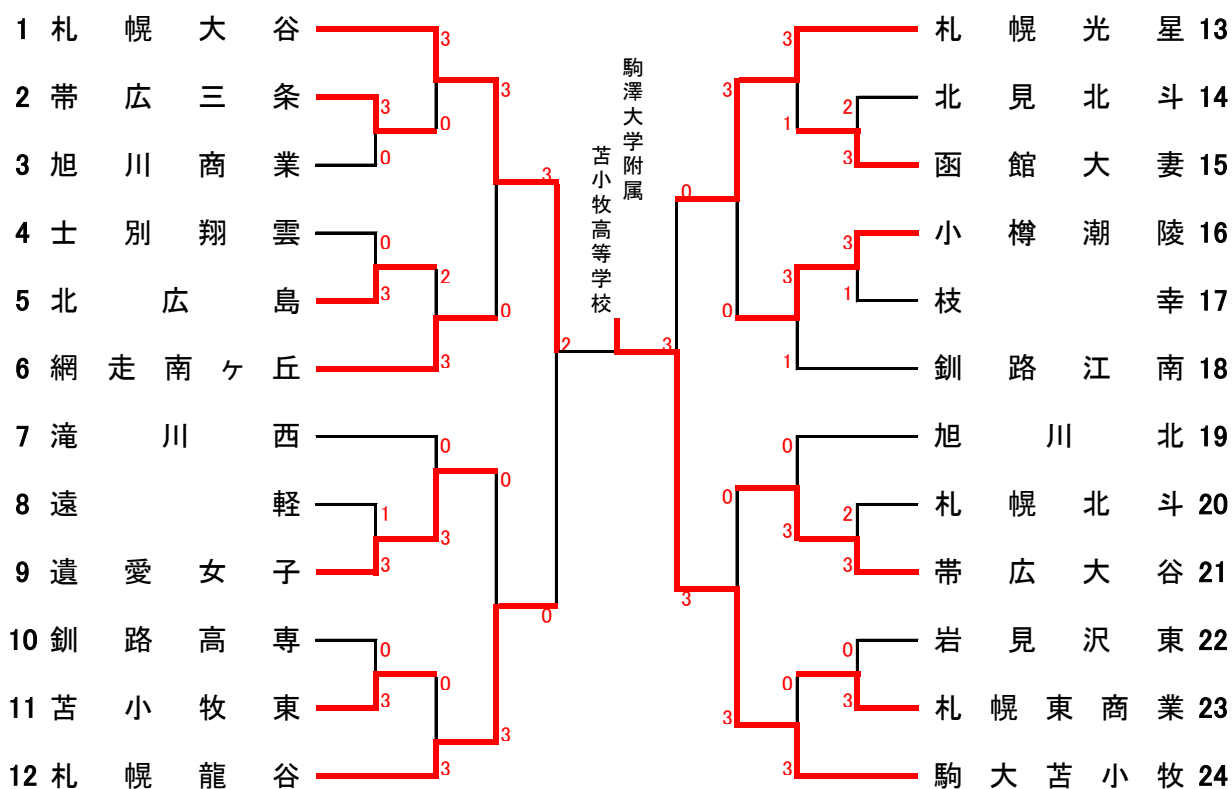 1 札幌大谷
2 帯広三条
3 旭川商業
4 士別翔雲
5 北広島
6 網走南ヶ丘
7 滝川西
8 遠軽
9 遺愛女子
10 釧路高専
11 苫小牧東
12 札幌龍谷
3
3
0
3
0
3
0
2
3
0
3
2
0
0
1
3
3
0
0
3
0
3
3
駒澤大学附属
苫小牧高等学校
3
3
2
1
3
0
3
3
1
0
1
3
0
0
2
3
3
3
0
0
3
3
3
札幌光星 13
北見北斗 14
函館大妻 15
小樽潮陵 16
枝幸 17
釧路江南 18
旭川北 19
札幌北斗 20
帯広大谷 21
岩見沢東 22
札幌東商業 23
駒大苫小牧 24